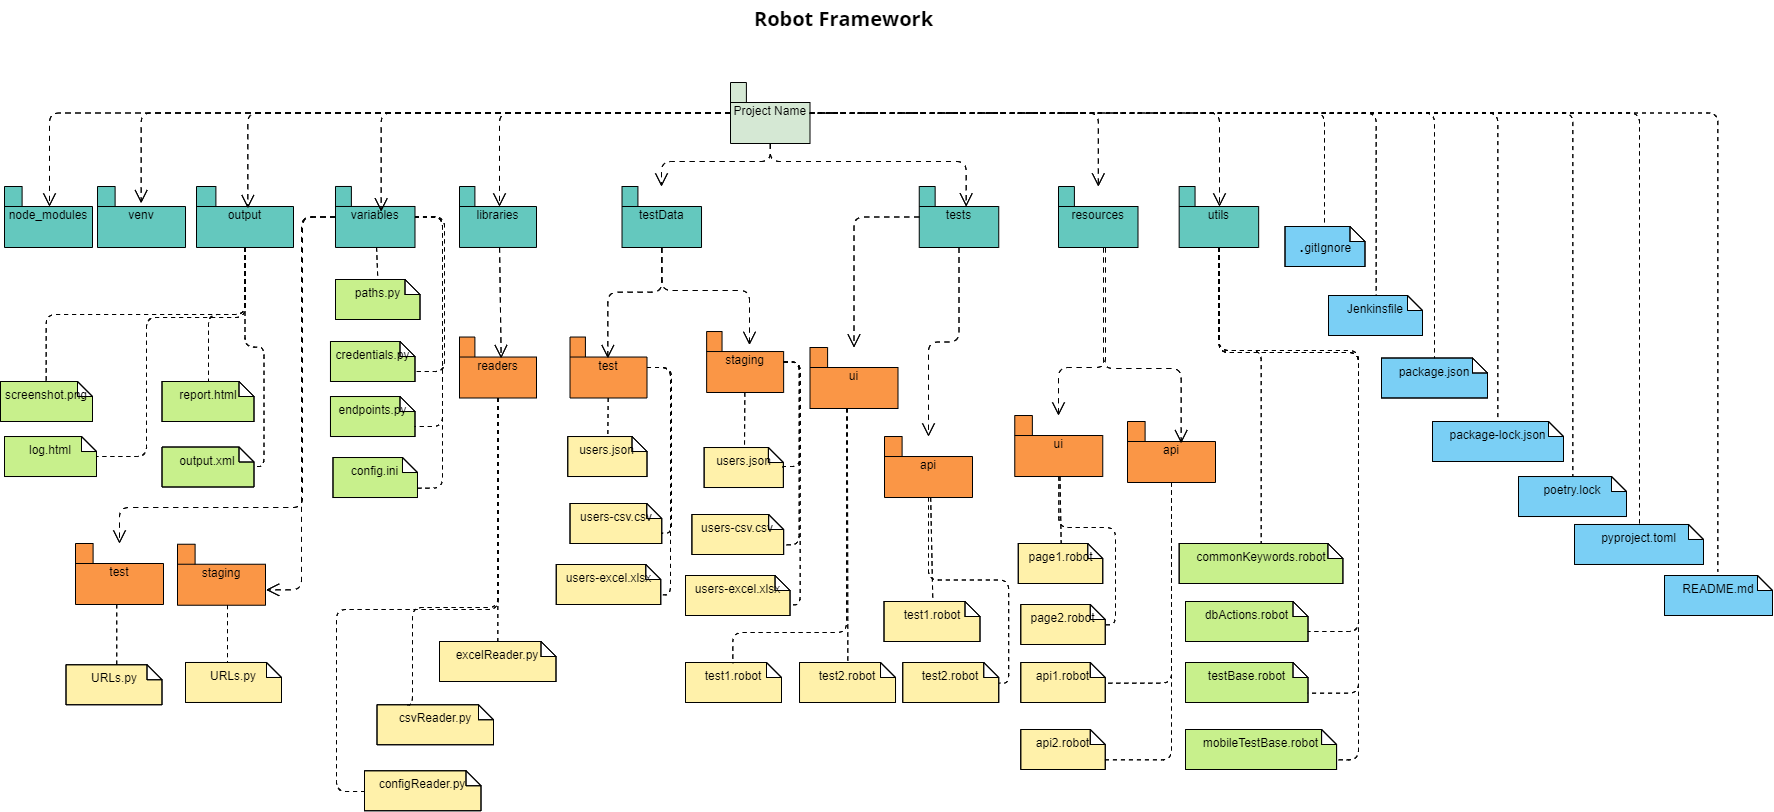 Robot Framework
Project Name
node_modules
venv
output
variables
libraries
testData
tests
resources
utils
.gitIgnore
paths.py
Jenkinsfile
credentials.py
readers
test
staging
ui
package.json
screenshot.png
report.html
endpoints.py
package-lock.json
log.html
output.xml
config.ini
users.json
users.json
api
ui
api
poetry.lock
users-csv.csv
users-csv.csv
pyproject.toml
test
staging
users-excel.xlsx
users-excel.xlsx
page1.robot
commonKeywords.robot
README.md
test1.robot
page2.robot
dbActions.robot
excelReader.py
URLs.py
URLs.py
test1.robot
test2.robot
test2.robot
api1.robot
testBase.robot
csvReader.py
api2.robot
mobileTestBase.robot
configReader.py